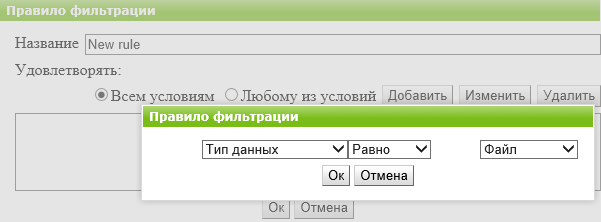 Правило фильтрации
Название New rule
Удовлетворять:
Всем условиям Любому из условий Добавить Изменить Удалить
Правило фильтрации
Тип данных Равно Файл
Ок Отмена
Ок Отмена